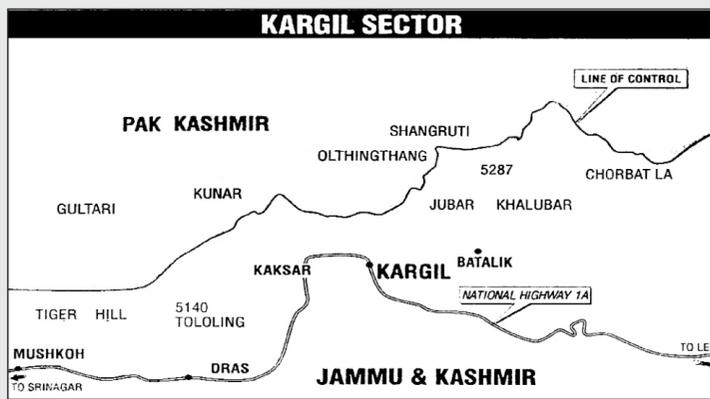 KARGIL SECTOR
LINE OF CONTROL
PAK KASHMIR
SHANGRUTI
OLTHINGTHANG
5287
CHORBAT LA
KUNAR
GULTARI
JUBAR KHALUBAR
BATALIK
KAKSAR
KARGIL
NATIONAL HIGHWAY 1A
TIGER HILL
5140
TOLOLING
TO LE
MUSHKOH
DRAS
JAMMU & KASHMIR
TO SRINAGAR